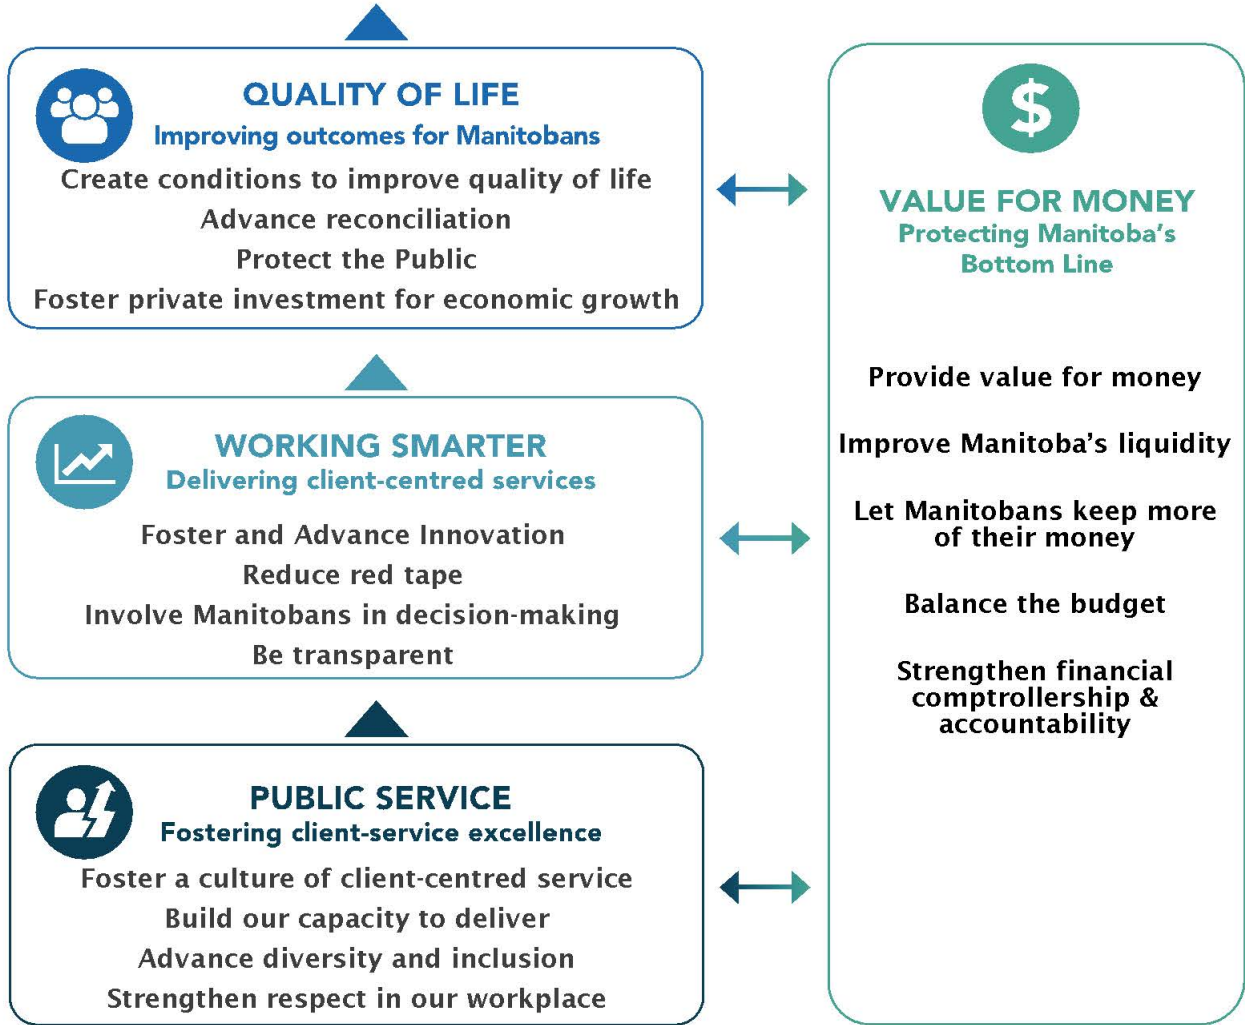 QUALITY OF LIFE
Improving outcomes for Manitobans
Create conditions to improve quality of life
Advance reconciliation
Protect the Public
Foster private investment for economic growth
WORKING SMARTER
Delivering client-centred services
Foster and Advance Innovation
Reduce red tape
Involve Manitobans in decision-making
Be transparent
PUBLIC SERVICE
Fostering client-service excellence
Foster a culture of client-centred service
Build our capacity to deliver
Advance diversity and inclusion
Strengthen respect in our workplace
$
VALUE FOR MONEY
Protecting Manitoba's
Bottom Line
Provide value for money
Improve Manitoba's liquidity
Let Manitobans keep more
of their money
Balance the budget
Strengthen financial
comptrollership &
accountability